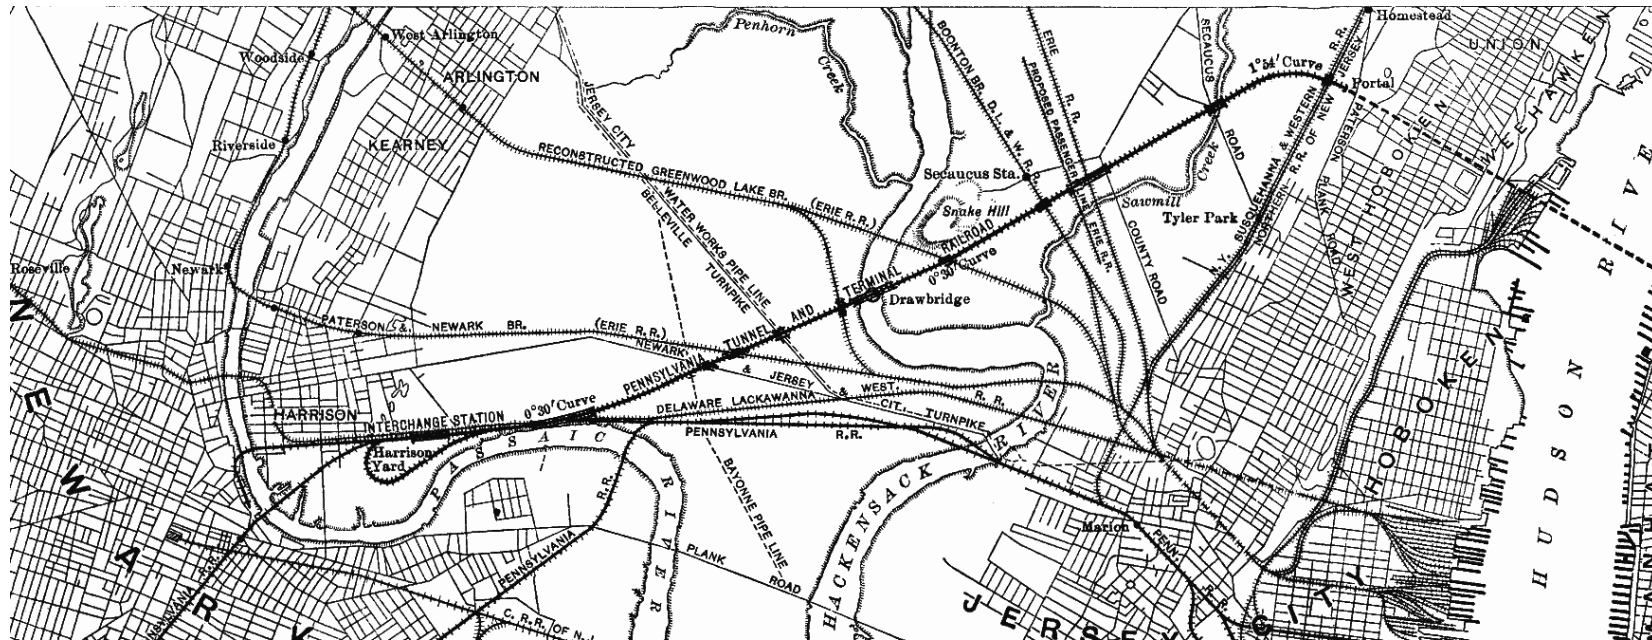 Homestead
West Arlington
Woodside
ARLINGTON
Penhorn
Creek
UNION
WEEHAWKEN
BOONTON BR. D. L. & W. R.R.
ERIE R. R.
PROPOSED PASSENGER LINE ERIE R.R.
SECAUCUS
ROAD
1°54' Curve
Portal
JERSEY CITY
WATER WORKS PIPE LINE
BELLEVILLE
TURNPIKE
Riverside
KEARNEY
RECONSTRUCTED GREENWOOD LAKE BR. (ERIE R.R.)
Secaucus Sta.
Snake Hill
Sawmill
Creek
Tyler Park
N.Y. SUSQUEHANNA & WESTERN R. R.
NORTHERN R. R. OF NEW JERSEY
PATERSON
PLANK
ROAD
WEST HOBOKEN
COUNTY ROAD
Roseville
Newark
0°30' Curve
Drawbridge
PENNSYLVANIA TUNNEL AND TERMINAL RAILROAD
PATERSON & NEWARK BR. (ERIE R.R.)
NEWARK & JERSEY CIT. TURNPIKE
DELAWARE LACKAWANNA & WEST. R. R.
PENNSYLVANIA R.R.
HARRISON
INTERCHANGE STATION
0°30' Curve
Harrison
Yard
PASSAIC RIVER
HACKENSACK RIVER
HOBOKEN
HUDSON RIVER
BAYONNE PIPE LINE
PLANK ROAD
PENNSYLVANIA R.R.
C. R.R. OF N.J.
Marion
PENN. R. R.
NEWARK
JERSEY CITY